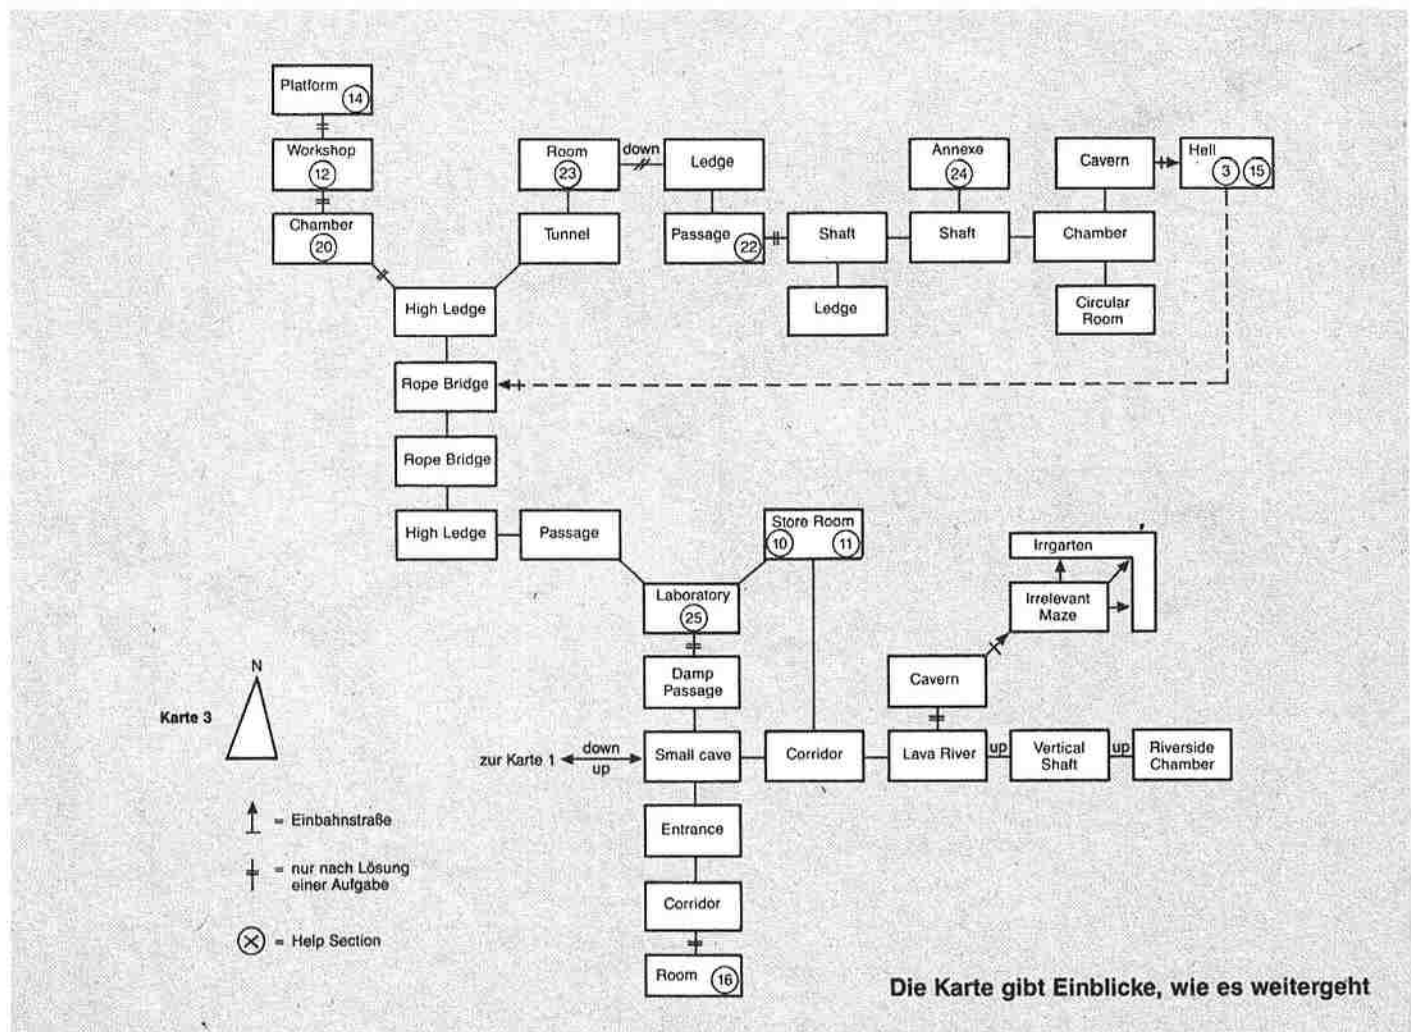 Platform
14
Workshop
12
Chamber
20
Room
23
down
Ledge
Tunnel
Passage
22
Shaft
Ledge
Annexe
24
Shaft
Cavern
Hell
3 15
Chamber
Circular
Room
High Ledge
Rope Bridge
Rope Bridge
High Ledge
Passage
Store Room
10 11
Laboratory
25
Irrgarten
Irrelevant
Maze
Damp
Passage
Cavern
zur Karte 1
down
up
Small cave
Corridor
Lava River
up
Vertical
Shaft
up
Riverside
Chamber
Entrance
Corridor
Room
16
N
Karte 3
= Einbahnstraße
= nur nach Lösung
einer Aufgabe
= Help Section
Die Karte gibt Einblicke, wie es weitergeht